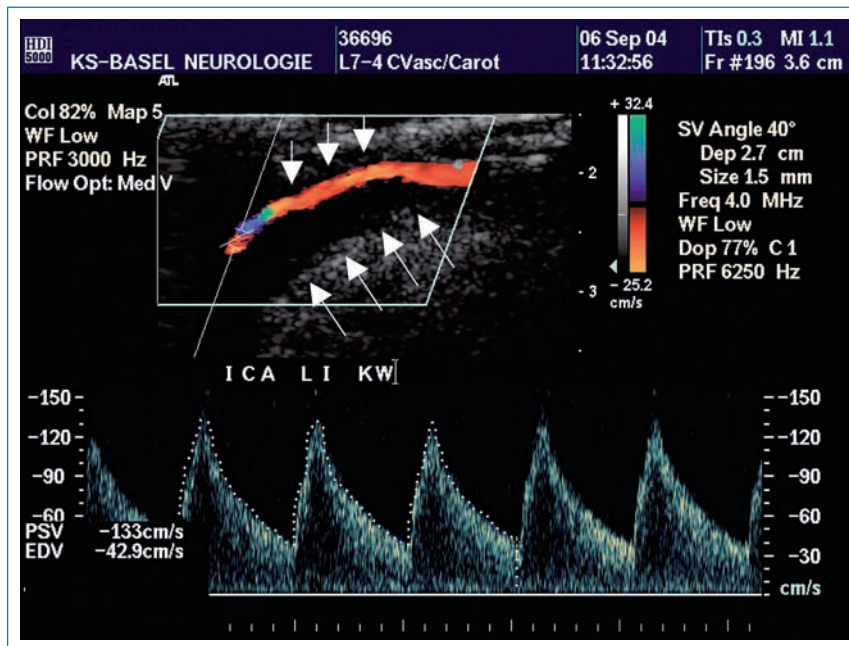 HDI 5000
KS-BASEL NEUROLOGIE
ATL
36696
L7-4 CVasc/Carot
06 Sep 04
11:32:56
TIs 0.3 MI 1.1
Fr #196 3.6 cm
Col 82% Map 5
WF Low
PRF 3000 Hz
Flow Opt: Med V
+ 32.4
- 25.2
cm/s
- 2
- 3
SV Angle 40°
Dep 2.7 cm
Size 1.5 mm
Freq 4.0 MHz
WF Low
Dop 77% C 1
PRF 6250 Hz
ICA LI KW
-150
-120
-90
-60
PSV -133cm/s
EDV -42.9cm/s
-150
-120
-90
-60
-30
cm/s